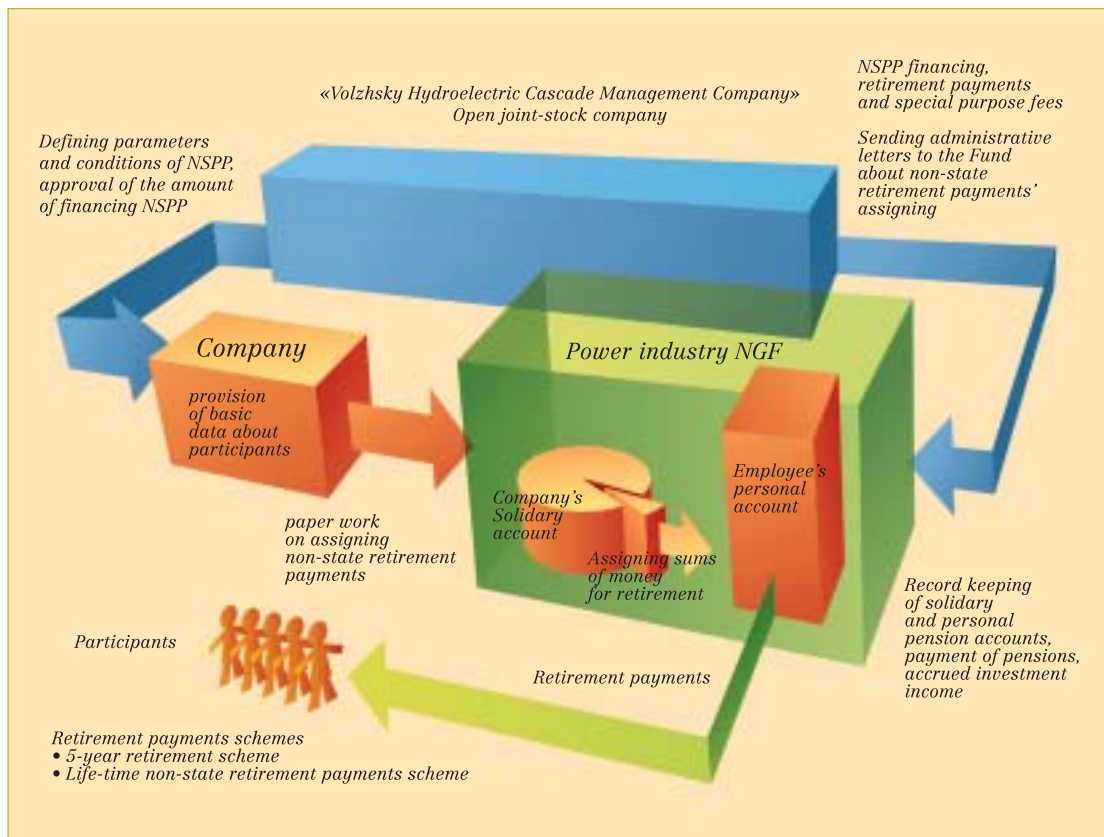 «Volzhsky Hydroelectric Cascade Management Company»
Open joint-stock company
NSPP financing,
retirement payments
and special purpose fees
Sending administrative
letters to the Fund
about non-state
retirement payments’
assigning
Defining parameters
and conditions of NSPP,
approval of the amount
of financing NSPP
Company
provision
of basic
data about
participants
Power industry NGF
Company’s
Solidary
account
Employee’s
personal
account
Assigning sums
of money
for retirement
paper work
on assigning
non-state retirement
payments
Record keeping
of solidary
and personal
pension accounts,
payment of pensions,
accrued investment
income
Participants
Retirement payments
Retirement payments schemes
• 5-year retirement scheme
• Life-time non-state retirement payments scheme